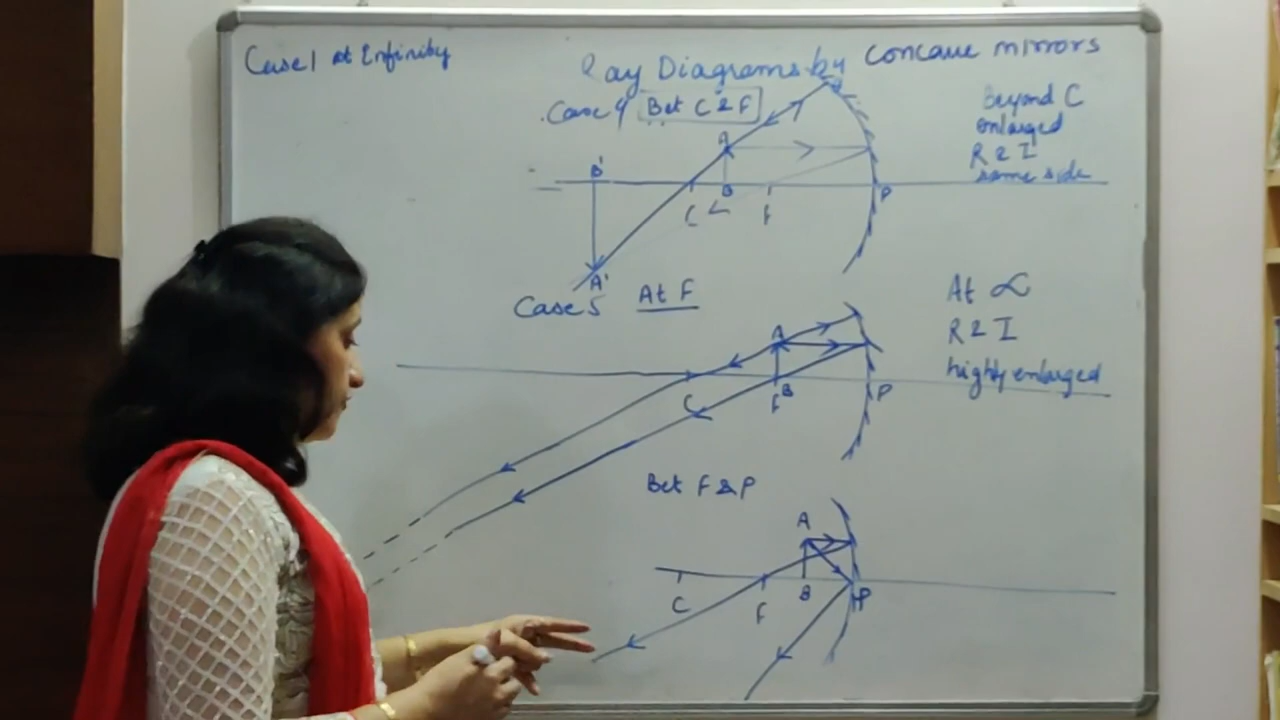 Case 1 at Enfinity
Ray Diagrams by Concave mirrors
Case 4 Bet C & F
Beyond C
enlarged
R & I
same side
A
B'
B
P
C
F
A'
Case 5 At F
At ∞
R & I
highly enlarged
A
B
P
C
F
Bet F & P
A
C
F
B
P